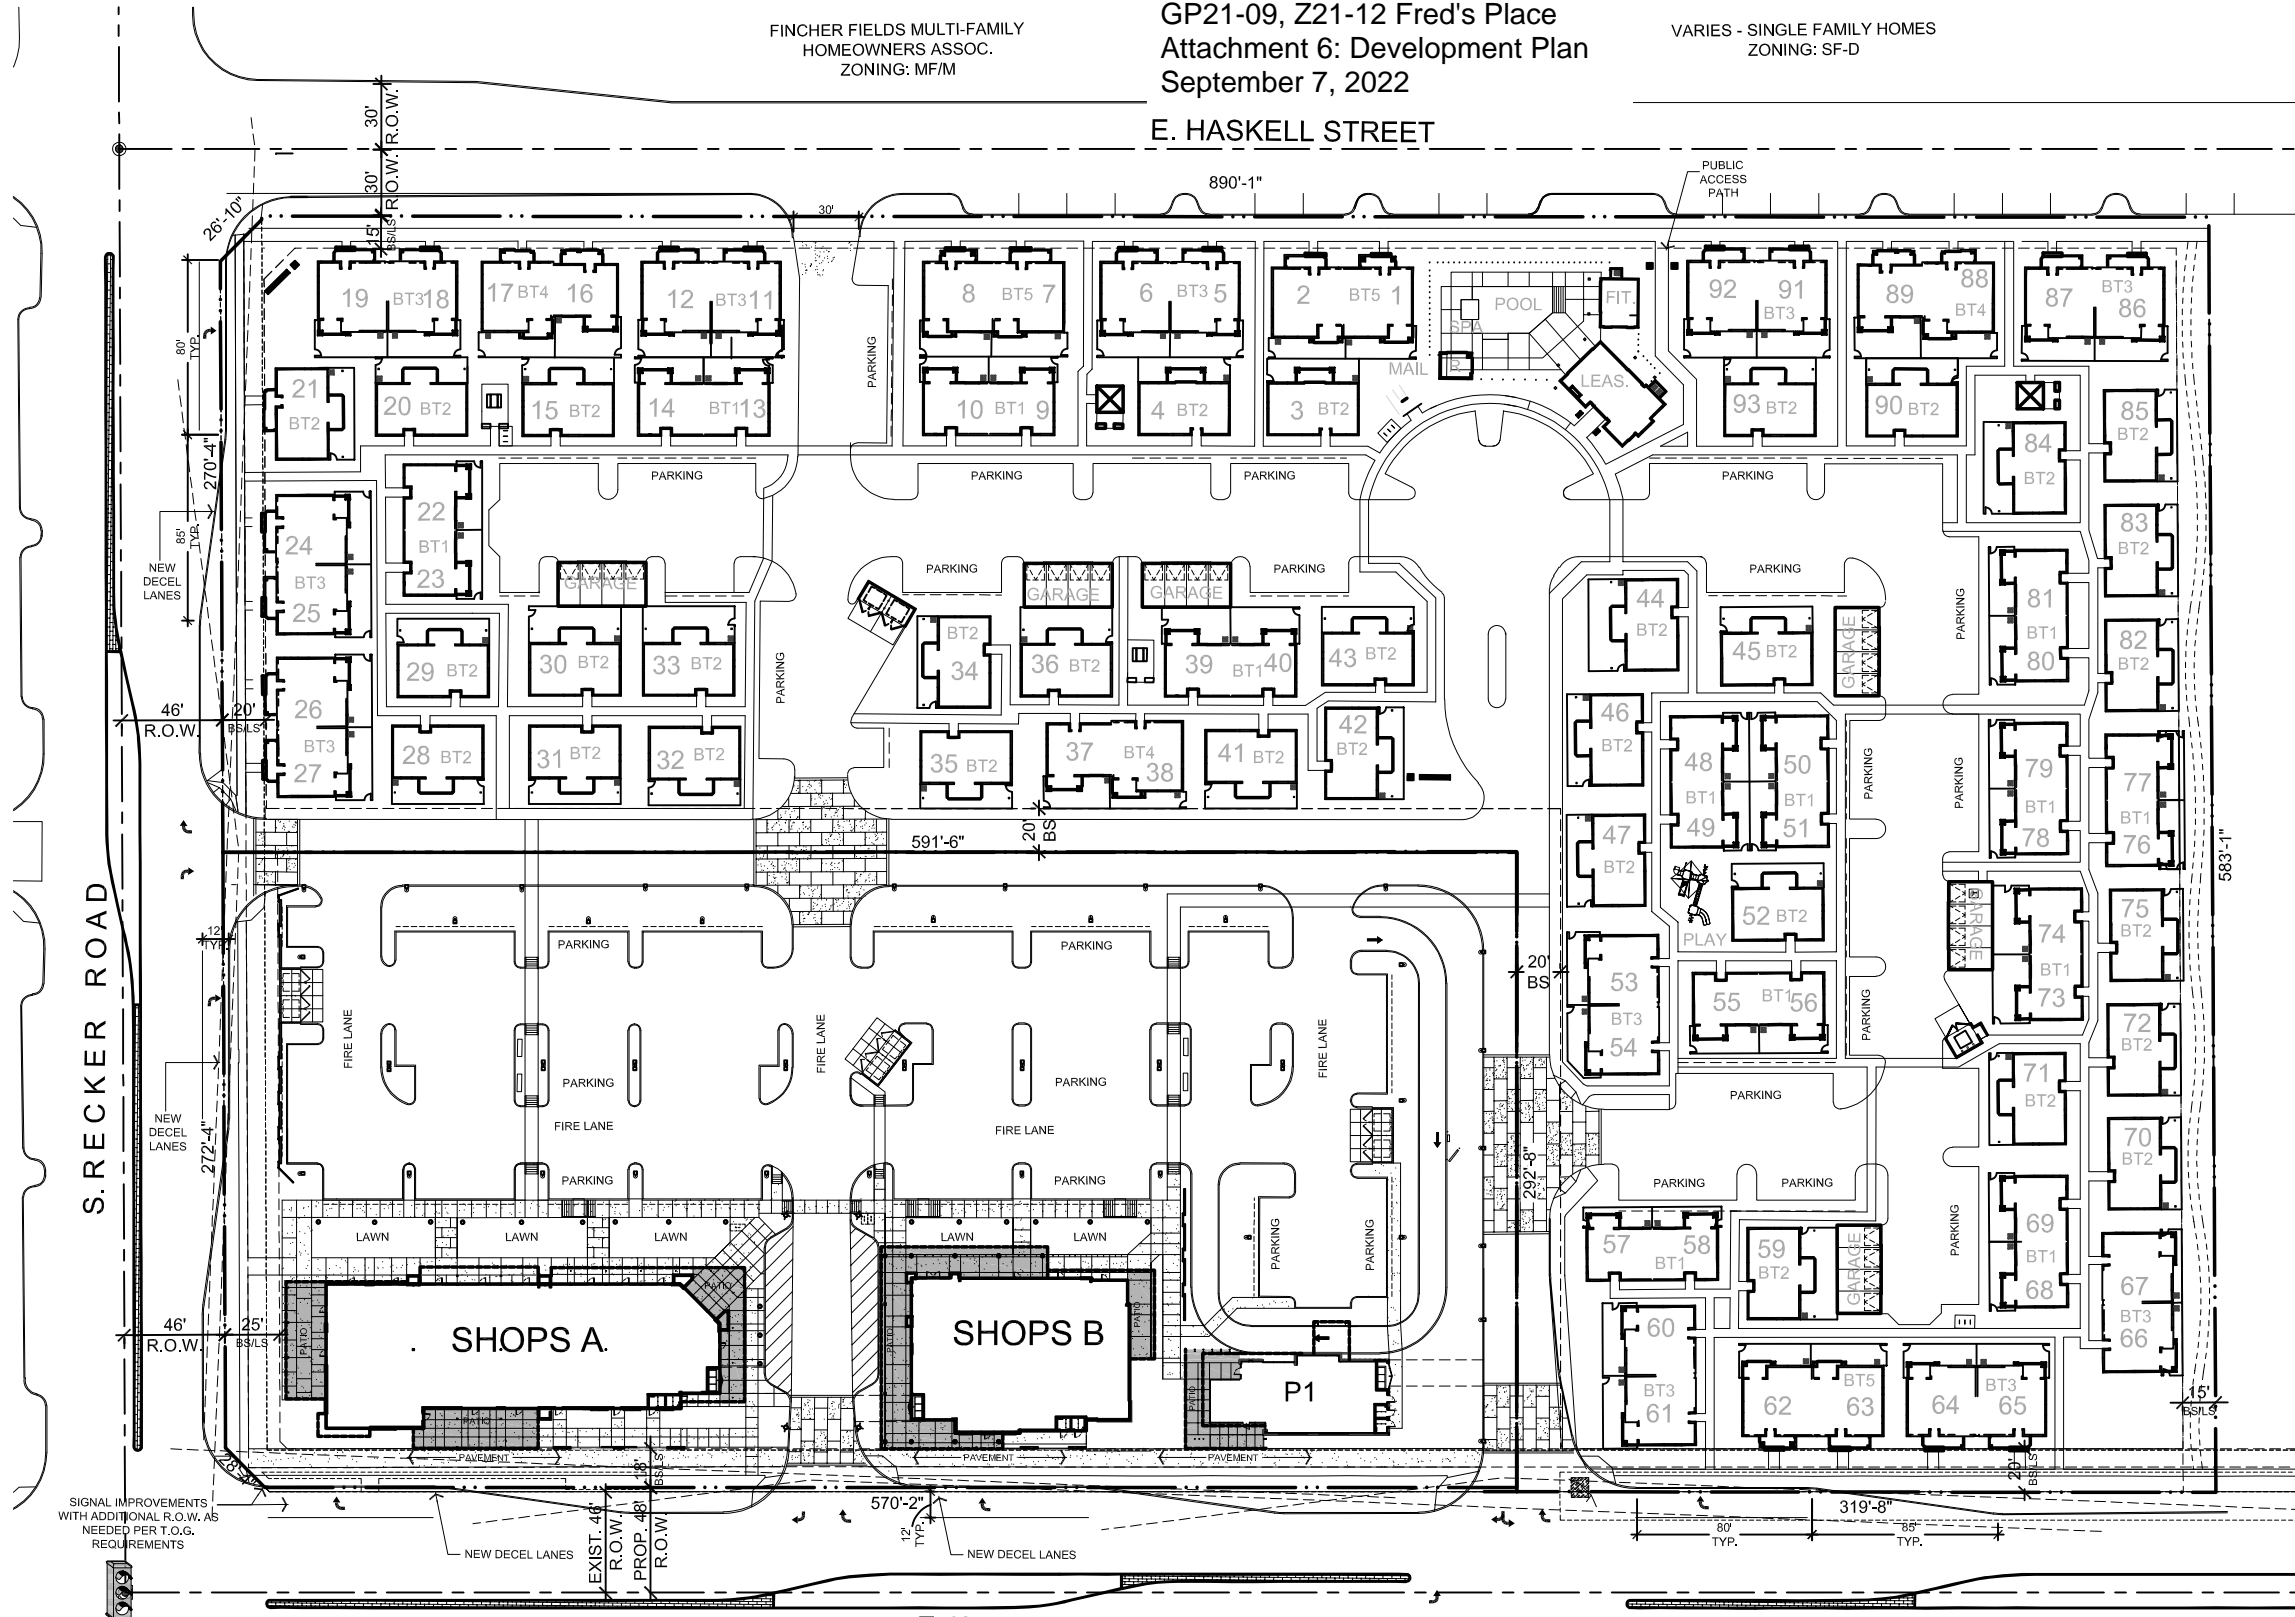 GP21-09, Z21-12 Fred's Place
Attachment 6: Development Plan
September 7, 2022
FINCHER FIELDS MULTI-FAMILY
HOMEOWNERS ASSOC.
ZONING: MF/M
VARIES - SINGLE FAMILY HOMES
ZONING: SF-D
E. HASKELL STREET
30'
R.O.W.
30'
R.O.W.
15'
BS/LS
26'-10"
890'-1"
30'
PUBLIC
ACCESS
PATH
19 BT3 18
17 BT4 16
12 BT3 11
8 BT5 7
6 BT3 5
2 BT5 1
POOL
SPA
FIT.
MAIL
R.
LEAS.
92 91
BT3
89 88
BT4
87 BT3
86
80'
TYP.
21
BT2
20 BT2
15 BT2
14 BT1 13
PARKING
10 BT1 9
4 BT2
3 BT2
93 BT2
90 BT2
85
BT2
84
BT2
270'-4"
PARKING
PARKING
PARKING
PARKING
22
BT1
23
24
BT3
25
85'
TYP.
NEW
DECEL
LANES
GARAGE
PARKING
GARAGE
GARAGE
PARKING
PARKING
83
BT2
81
BT1
80
PARKING
44
BT2
45 BT2
GARAGE
82
BT2
29 BT2
30 BT2
33 BT2
PARKING
BT2
34
36 BT2
39 BT1 40
43 BT2
26
BT3
27
46'
R.O.W.
20'
BS/LS
28 BT2
31 BT2
32 BT2
35 BT2
37 BT4
38
41 BT2
42
BT2
46
BT2
48
BT1
49
50
BT1
51
PARKING
PARKING
79
BT1
78
77
BT1
76
583'-1"
591'-6"
20'
BS
47
BT2
52 BT2
PLAY
GARAGE
74
BT1
73
75
BT2
S. RECKER ROAD
12'
TYP.
PARKING
PARKING
20'
BS
53
BT3
54
55 BT1 56
PARKING
72
BT2
FIRE LANE
FIRE LANE
FIRE LANE
PARKING
PARKING
PARKING
71
BT2
NEW
DECEL
LANES
272'-4"
FIRE LANE
FIRE LANE
70
BT2
PARKING
PARKING
292'-8"
PARKING
PARKING
LAWN
LAWN
LAWN
LAWN
LAWN
PARKING
PARKING
57 58
BT1
59
BT2
GARAGE
PARKING
69
BT1
68
67
BT3
66
PATIO
PATIO
SHOPS A
PATIO
SHOPS B
PATIO
PATIO
P1
46'
R.O.W.
25'
BS/LS
60
BT3
61
62 BT5
63
64 BT3
65
15'
BS/LS
PATIO
PAVEMENT
PAVEMENT
PAVEMENT
18'
BS/LS
20'
BS/LS
SIGNAL IMPROVEMENTS
WITH ADDITIONAL R.O.W. AS
NEEDED PER T.O.G.
REQUIREMENTS
570'-2"
12'
TYP.
319'-8"
80'
TYP.
85'
TYP.
NEW DECEL LANES
EXIST. 46'
R.O.W.
PROP. 48'
R.O.W.
NEW DECEL LANES